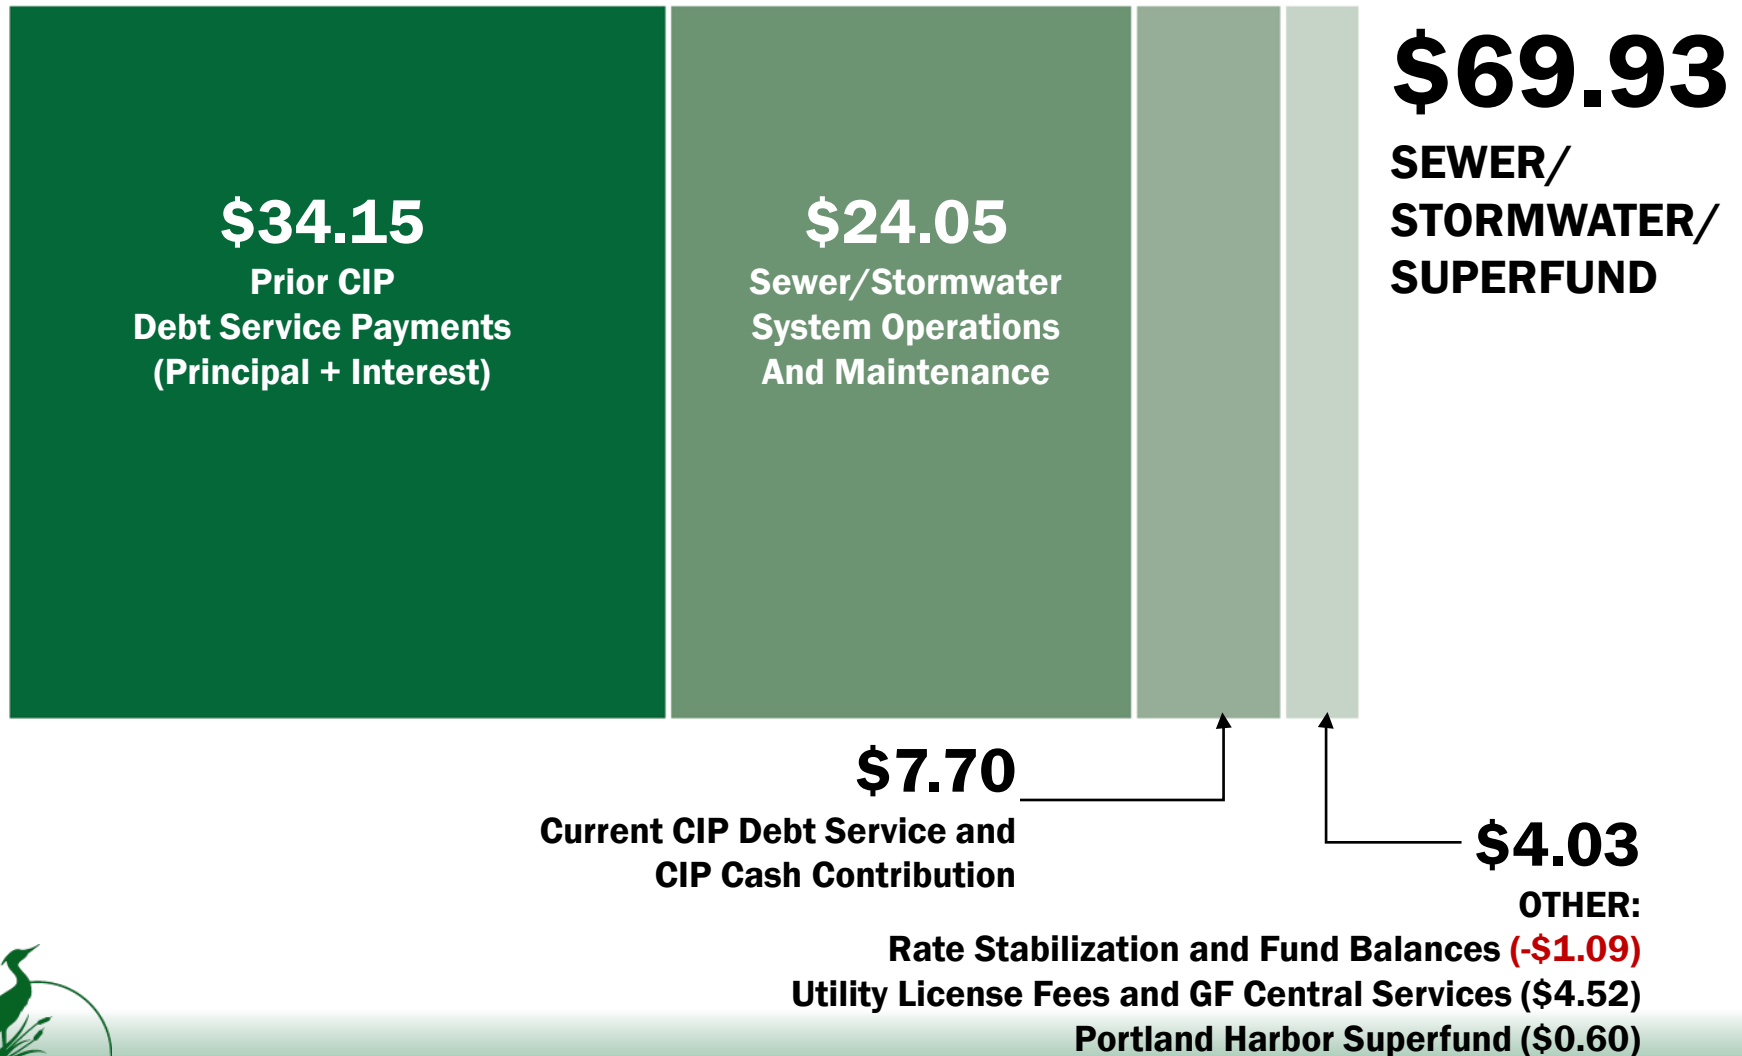 $69.93
SEWER/
STORMWATER/
SUPERFUND
$34.15
Prior CIP
Debt Service Payments
(Principal + Interest)
$24.05
Sewer/Stormwater
System Operations
And Maintenance
$7.70
Current CIP Debt Service and
CIP Cash Contribution
$4.03
OTHER:
Rate Stabilization and Fund Balances (-$1.09)
Utility License Fees and GF Central Services ($4.52)
Portland Harbor Superfund ($0.60)